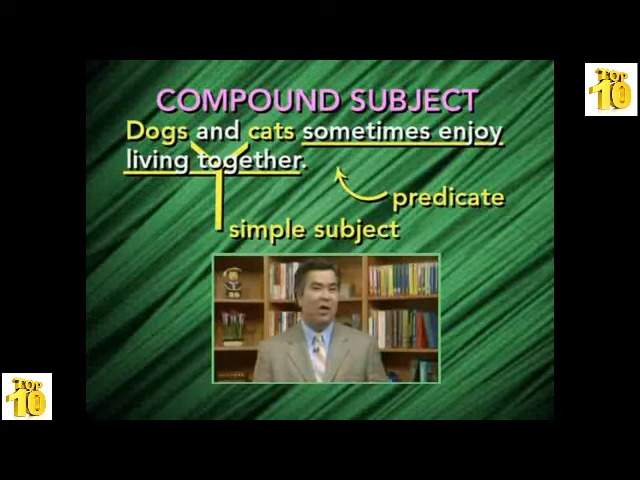 COMPOUND SUBJECT
Dogs and cats sometimes enjoy
living together.
predicate
simple subject
TOP
10
TOP
10